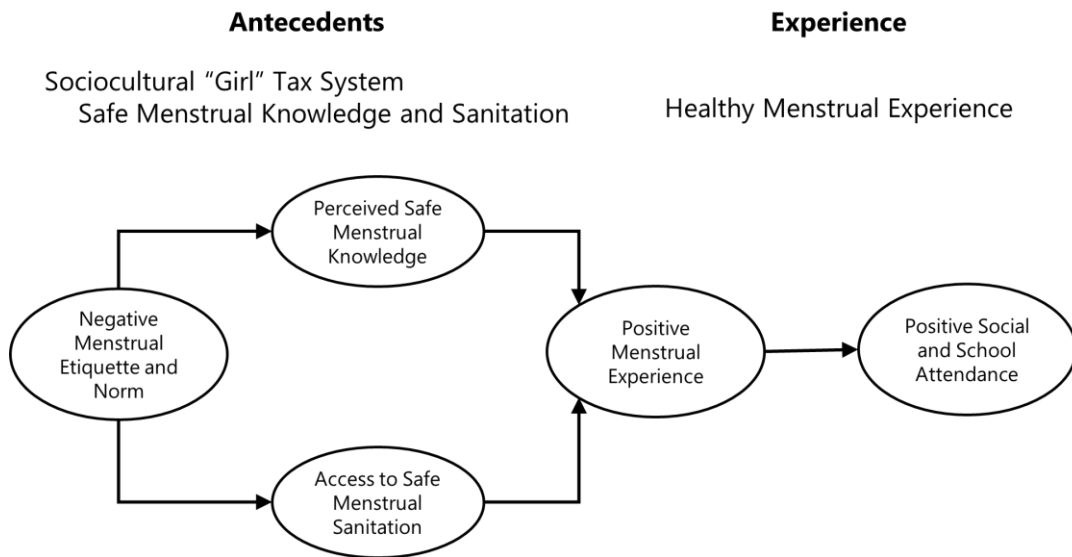 Antecedents
Experience
Sociocultural “Girl” Tax System
Safe Menstrual Knowledge and Sanitation
Healthy Menstrual Experience
Perceived Safe
Menstrual
Knowledge
Negative
Menstrual
Etiquette and
Norm
Positive
Menstrual
Experience
Positive Social
and School
Attendance
Access to Safe
Menstrual
Sanitation